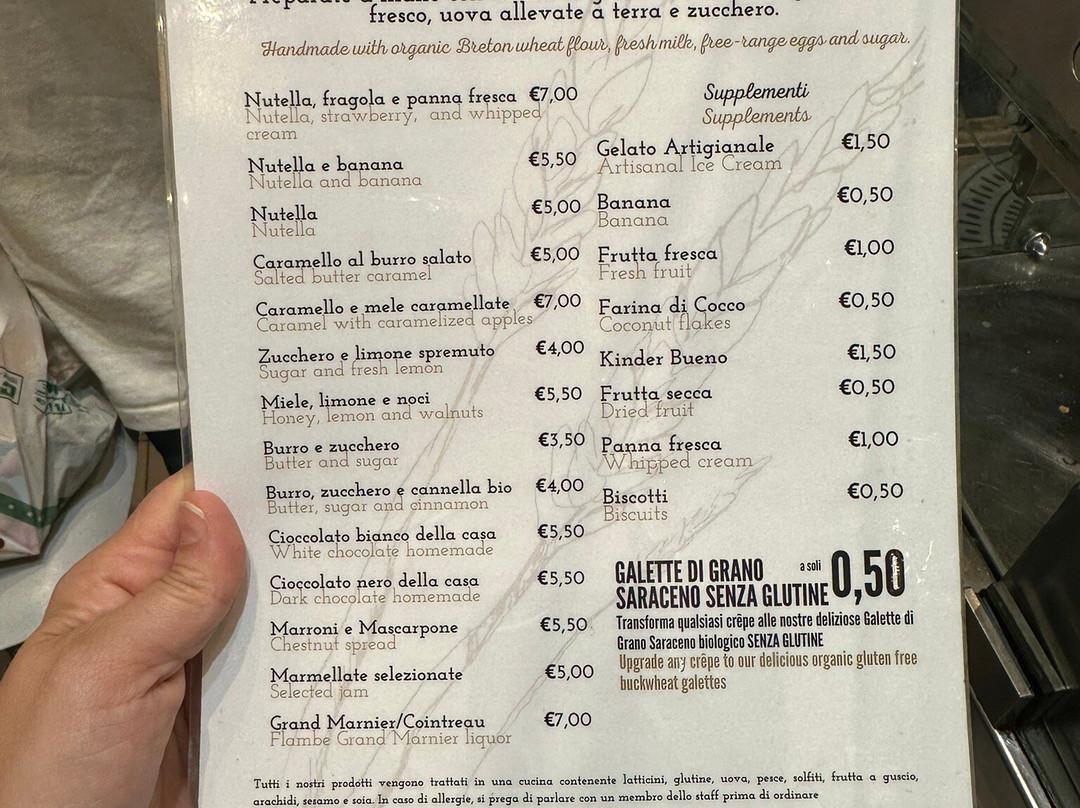 fresco, uova allevate a terra e zucchero.
Handmade with organic Breton wheat flour, fresh milk, free-range eggs and sugar.
Nutella, fragola e panna fresca €7,00
Nutella, strawberry, and whipped
cream
Nutella e banana €5,50
Nutella and banana
Nutella €5,00
Nutella
Caramello al burro salato €5,00
Salted butter caramel
Caramello e mele caramellate €7,00
Caramel with caramelized apples
Zucchero e limone spremuto €4,00
Sugar and fresh lemon
Miele, limone e noci €5,50
Honey, lemon and walnuts
Burro e zucchero €3,50
Butter and sugar
Burro, zucchero e cannella bio €4,00
Butter, sugar and cinnamon
Cioccolato bianco della casa €5,50
White chocolate homemade
Cioccolato nero della casa €5,50
Dark chocolate homemade
Marroni e Mascarpone €5,50
Chestnut spread
Marmellate selezionate €5,00
Selected jam
Grand Marnier/Cointreau €7,00
Flambe Grand Marnier liquor
Supplementi
Supplements
Gelato Artigianale €1,50
Artisanal Ice Cream
Banana €0,50
Banana
Frutta fresca €1,00
Fresh fruit
Farina di Cocco €0,50
Coconut flakes
Kinder Bueno €1,50
Frutta secca €0,50
Dried fruit
Panna fresca €1,00
Whipped cream
Biscotti €0,50
Biscuits
GALETTE DI GRANO a soli 0,50
SARACENO SENZA GLUTINE
Transforma qualsiasi crêpe alle nostre deliziose Galette di
Grano Saraceno biologico SENZA GLUTINE
Upgrade any crêpe to our delicious organic gluten free
buckwheat galettes
Tutti i nostri prodotti vengono trattati in una cucina contenente latticini, glutine, uova, pesce, solfiti, frutta a guscio,
arachidi, sesamo e soia. In caso di allergie, si prega di parlare con un membro dello staff prima di ordinare